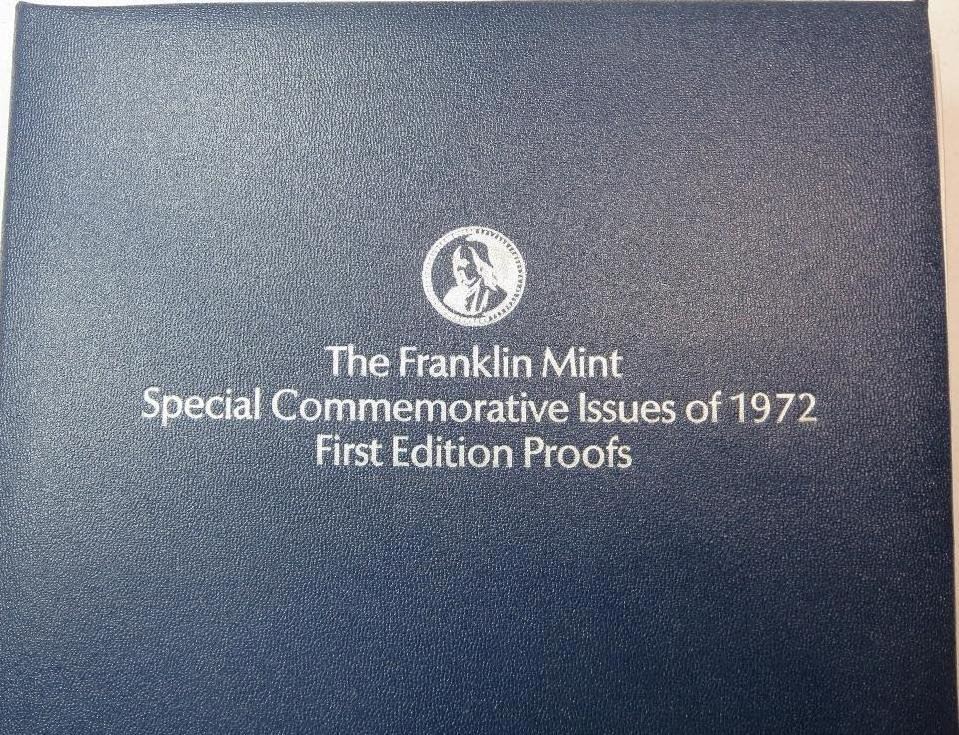 The Franklin Mint
Special Commemorative Issues of 1972
First Edition Proofs